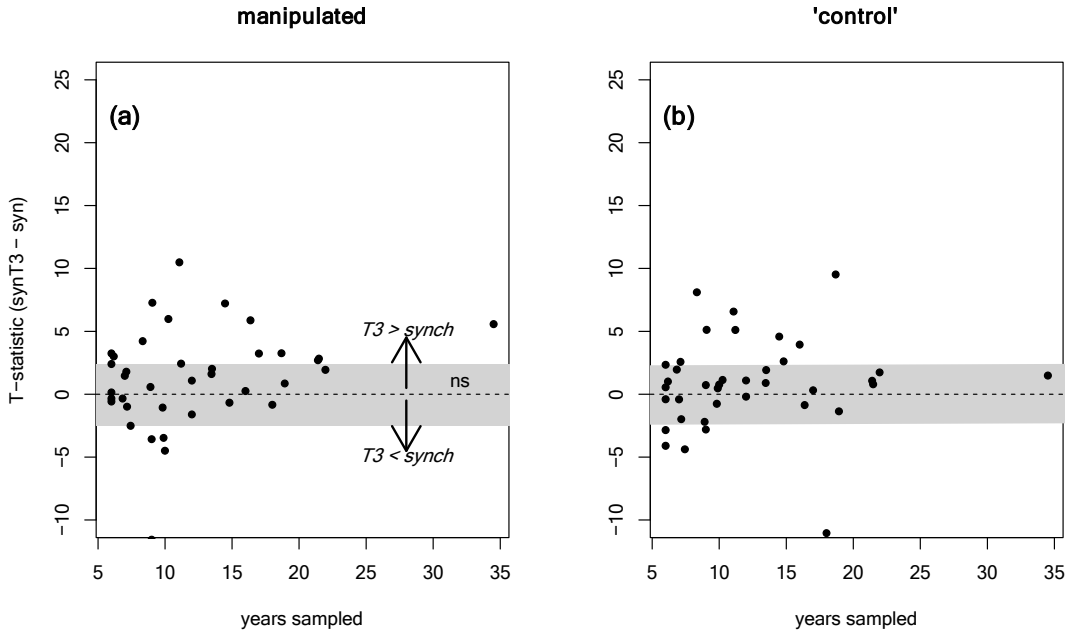 manipulated
'control'
T−statistic (synT3 − syn)
25
20
15
10
5
0
−5
−10
(a)
T3 > synch
ns
T3 < synch
5 10 15 20 25 30 35
years sampled
25
20
15
10
5
0
−5
−10
(b)
5 10 15 20 25 30 35
years sampled